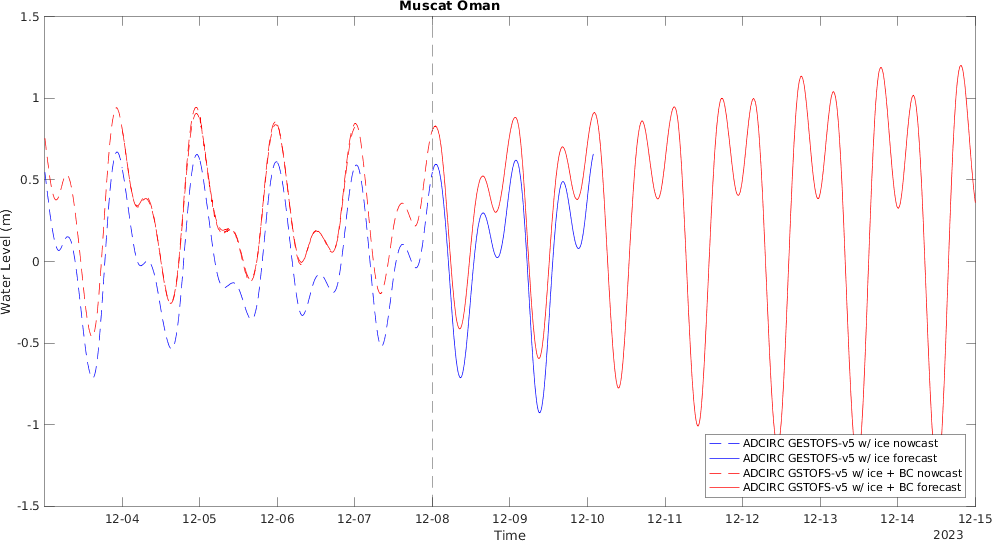 Muscat Oman
1.5
1
0.5
0
-0.5
-1
-1.5
Water Level (m)
ADCIRC GESTOFS-v5 w/ ice nowcast
ADCIRC GESTOFS-v5 w/ ice forecast
ADCIRC GSTOFS-v5 w/ ice + BC nowcast
ADCIRC GSTOFS-v5 w/ ice + BC forecast
12-04 12-05 12-06 12-07 12-08 12-09 12-10 12-11 12-12 12-13 12-14 12-15
Time
2023